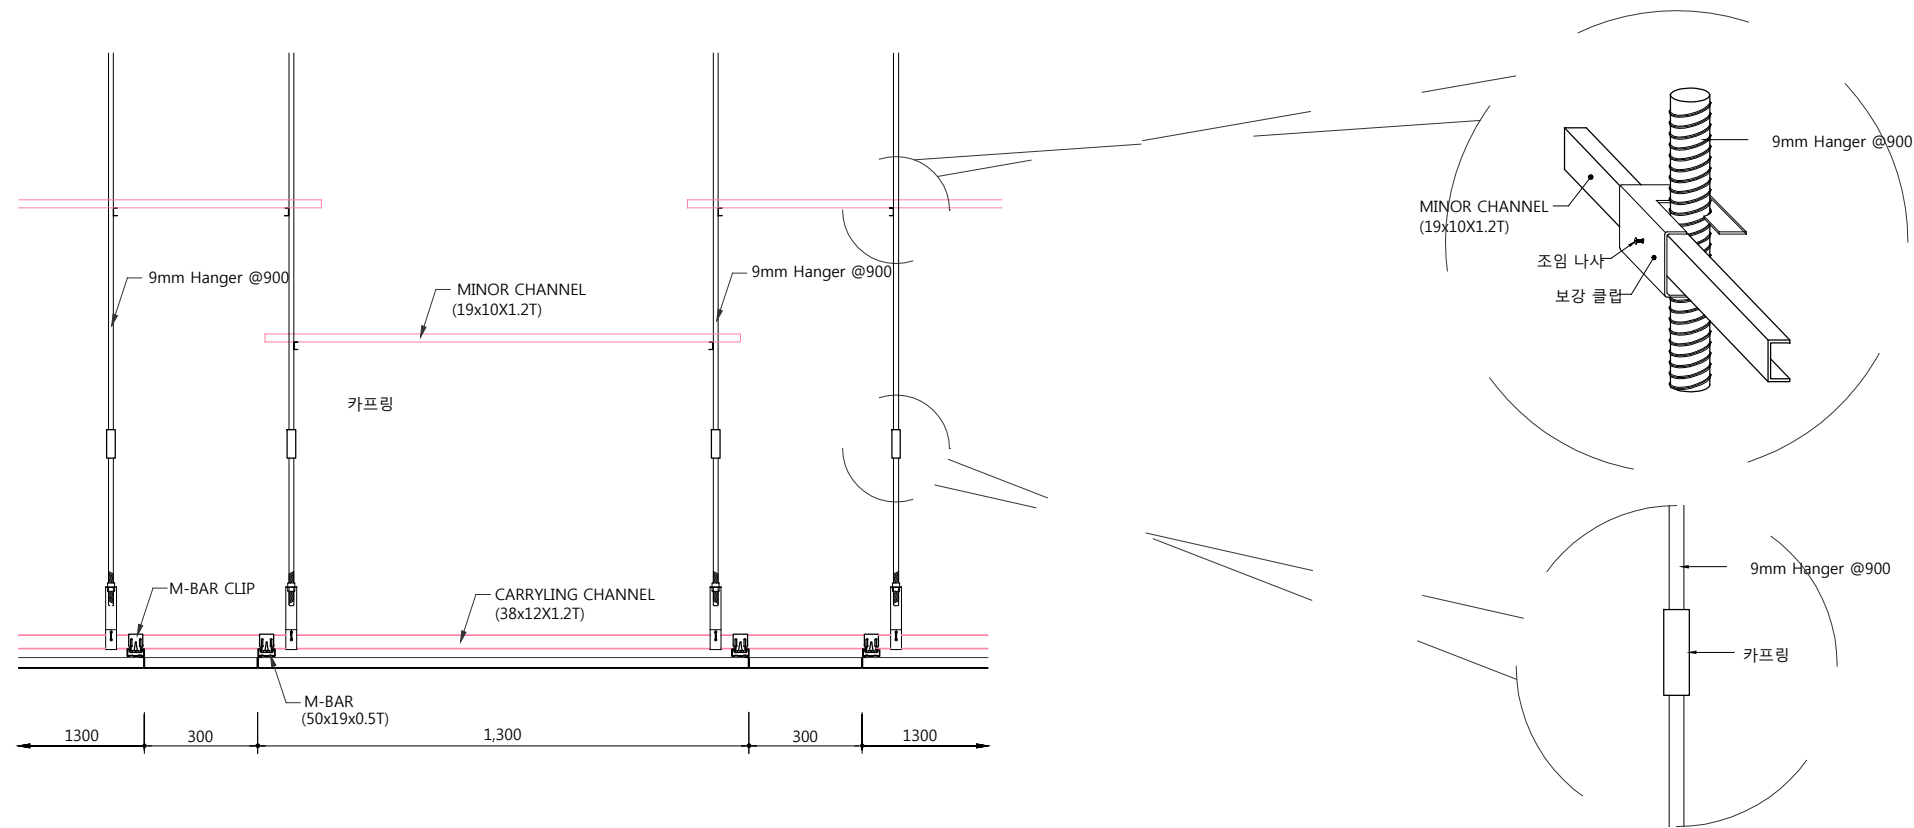 9mm Hanger @900
MINOR CHANNEL
(19x10X1.2T)
9mm Hanger @900
카프링
M-BAR CLIP
CARRYLING CHANNEL
(38x12X1.2T)
M-BAR
(50x19x0.5T)
1300
300
1,300
300
1300
9mm Hanger @900
MINOR CHANNEL
(19x10X1.2T)
조임 나사
보강 클립
9mm Hanger @900
카프링